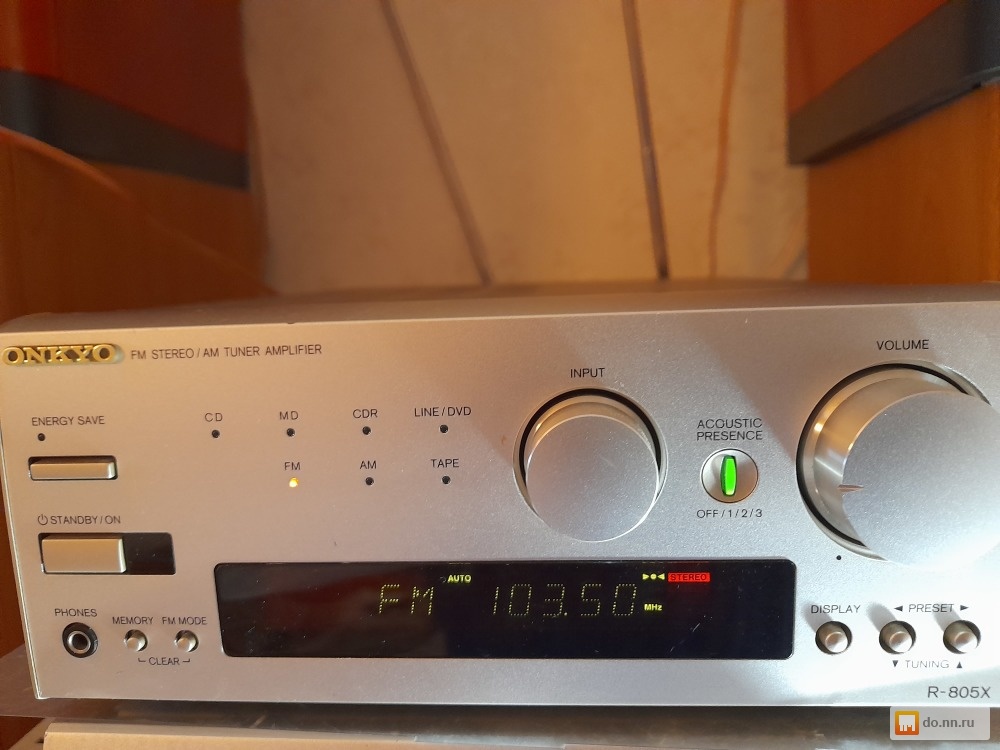 ONKYO FM STEREO / AM TUNER AMPLIFIER
VOLUME
INPUT
ENERGY SAVE
CD MD CDR LINE / DVD
ACOUSTIC
PRESENCE
FM AM TAPE
OFF / 1 / 2 / 3
STANDBY / ON
AUTO STEREO
FM 103.50 MHz
PHONES MEMORY FM MODE
CLEAR
DISPLAY ◄ PRESET ►
▼ TUNING ▲
R-805X
do.nn.ru